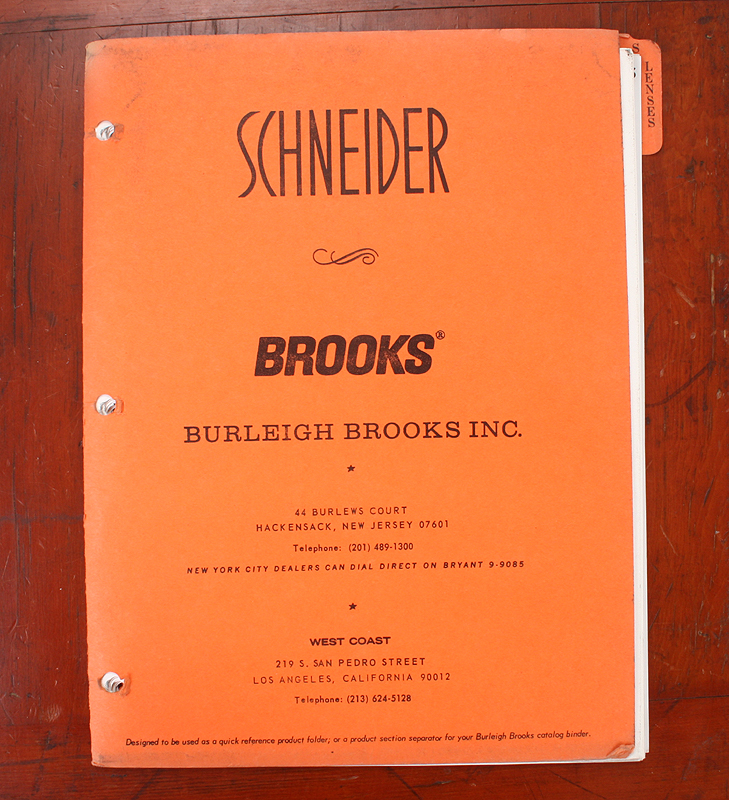 SCHNEIDER
BROOKS®
BURLEIGH BROOKS INC.
44 BURLEWS COURT
HACKENSACK, NEW JERSEY 07601
Telephone: (201) 489-1300
NEW YORK CITY DEALERS CAN DIAL DIRECT ON BRYANT 9-9085
WEST COAST
219 S. SAN PEDRO STREET
LOS ANGELES, CALIFORNIA 90012
Telephone: (213) 624-5128
Designed to be used as a quick reference product folder; or a product section separator for your Burleigh Brooks catalog binder.
LENSES